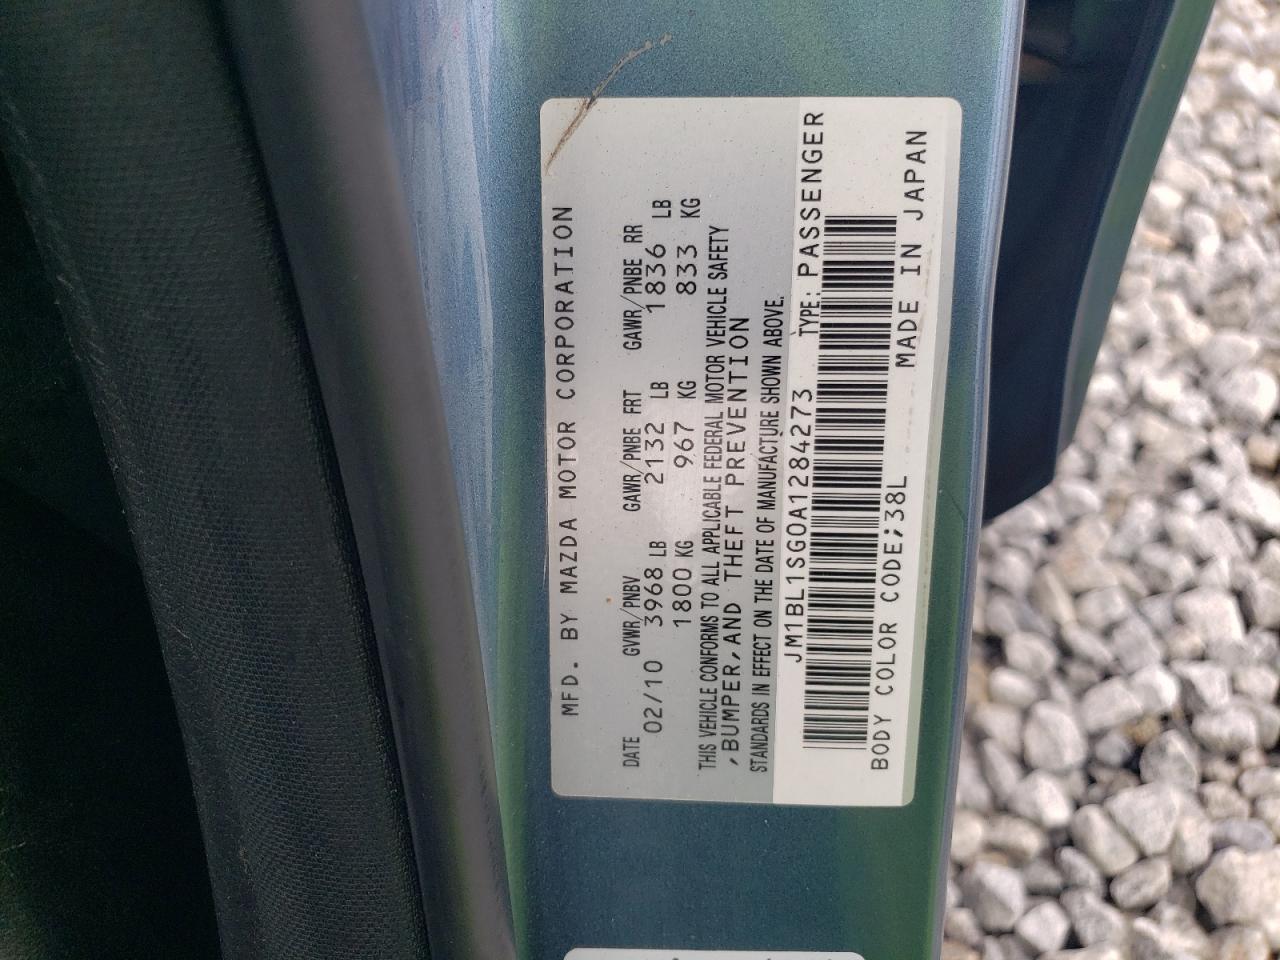 MFD. BY MAZDA MOTOR CORPORATION
DATE GVWR/PNBV GAWR/PNBE FRT GAWR/PNBE RR
02/10 3968 LB 2132 LB 1836 LB
1800 KG 967 KG 833 KG
THIS VEHICLE CONFORMS TO ALL APPLICABLE FEDERAL MOTOR VEHICLE SAFETY
,BUMPER,AND THEFT PREVENTION
STANDARDS IN EFFECT ON THE DATE OF MANUFACTURE SHOWN ABOVE.
JM1BL1SG0A1284273 TYPE: PASSENGER
BODY COLOR CODE;38L MADE IN JAPAN